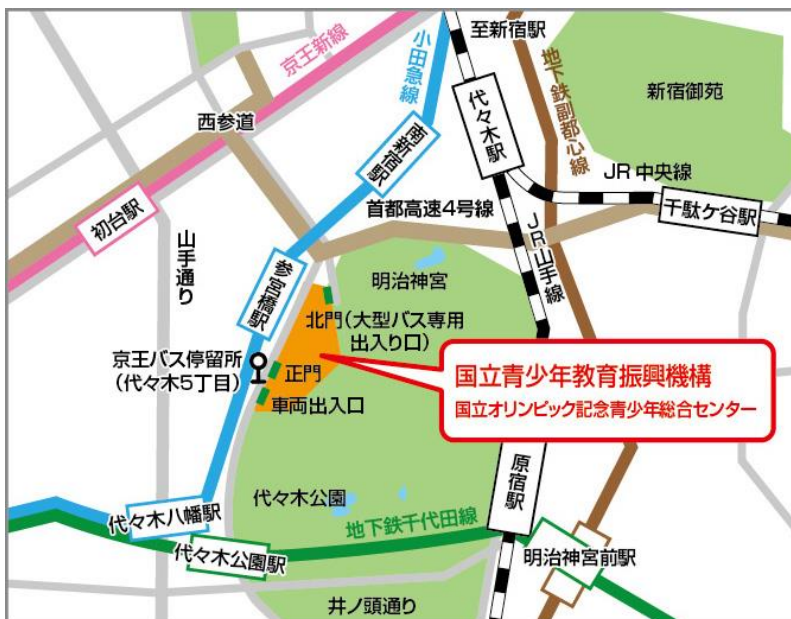 至新宿駅
小田急線
京王新線
地下鉄副都心線
代々木駅
新宿御苑
西参道
南新宿駅
JR中央線
千駄ケ谷駅
首都高速4号線
初台駅
山手通り
JR山手線
参宮橋駅
明治神宮
北門(大型バス専用
出入り口)
京王バス停留所
(代々木5丁目)
正門
車両出入口
国立青少年教育振興機構
国立オリンピック記念青少年総合センター
原宿駅
代々木公園
代々木八幡駅
地下鉄千代田線
代々木公園駅
明治神宮前駅
井ノ頭通り